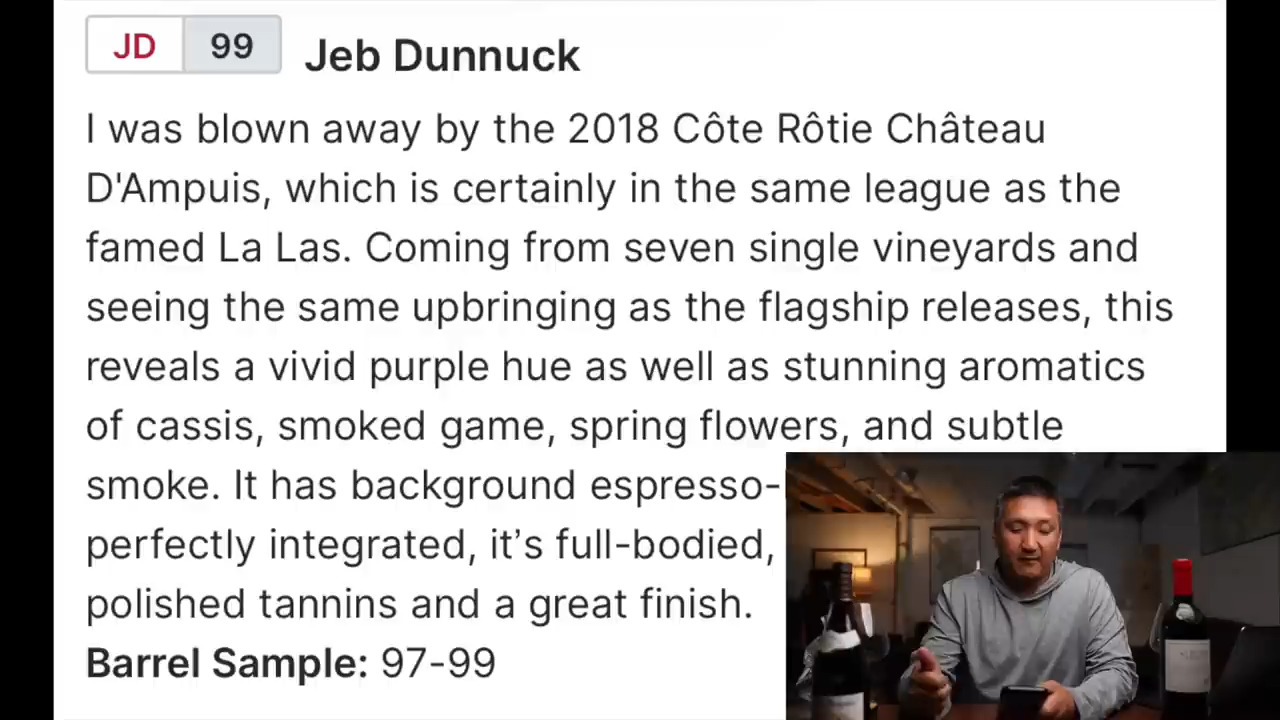 JD 99 Jeb Dunnuck
I was blown away by the 2018 Côte Rôtie Château
D'Ampuis, which is certainly in the same league as the
famed La Las. Coming from seven single vineyards and
seeing the same upbringing as the flagship releases, this
reveals a vivid purple hue as well as stunning aromatics
of cassis, smoked game, spring flowers, and subtle
smoke. It has background espresso-
perfectly integrated, it’s full-bodied,
polished tannins and a great finish.
Barrel Sample: 97-99